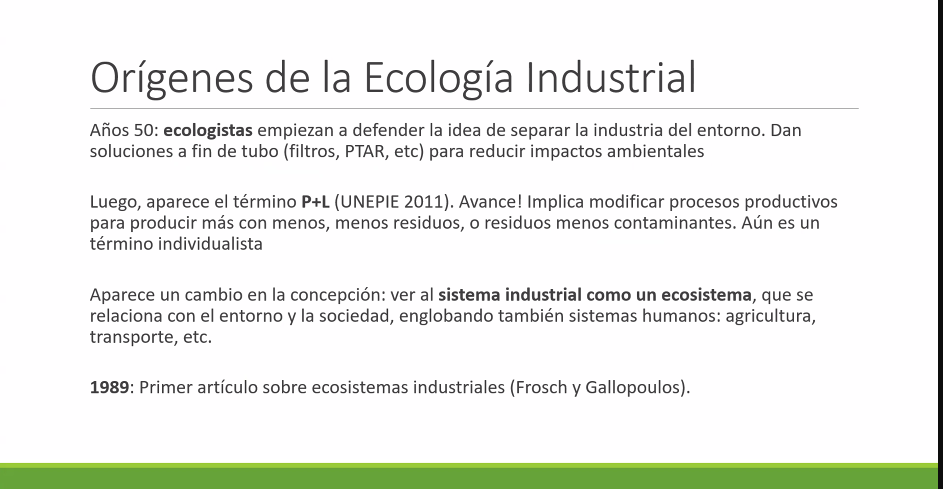 Orígenes de la Ecología Industrial
Años 50: ecologistas empiezan a defender la idea de separar la industria del entorno. Dan
soluciones a fin de tubo (filtros, PTAR, etc) para reducir impactos ambientales
Luego, aparece el término P+L (UNEPIE 2011). Avance! Implica modificar procesos productivos
para producir más con menos, menos residuos, o residuos menos contaminantes. Aún es un
término individualista
Aparece un cambio en la concepción: ver al sistema industrial como un ecosistema, que se
relaciona con el entorno y la sociedad, englobando también sistemas humanos: agricultura,
transporte, etc.
1989: Primer artículo sobre ecosistemas industriales (Frosch y Gallopoulos).